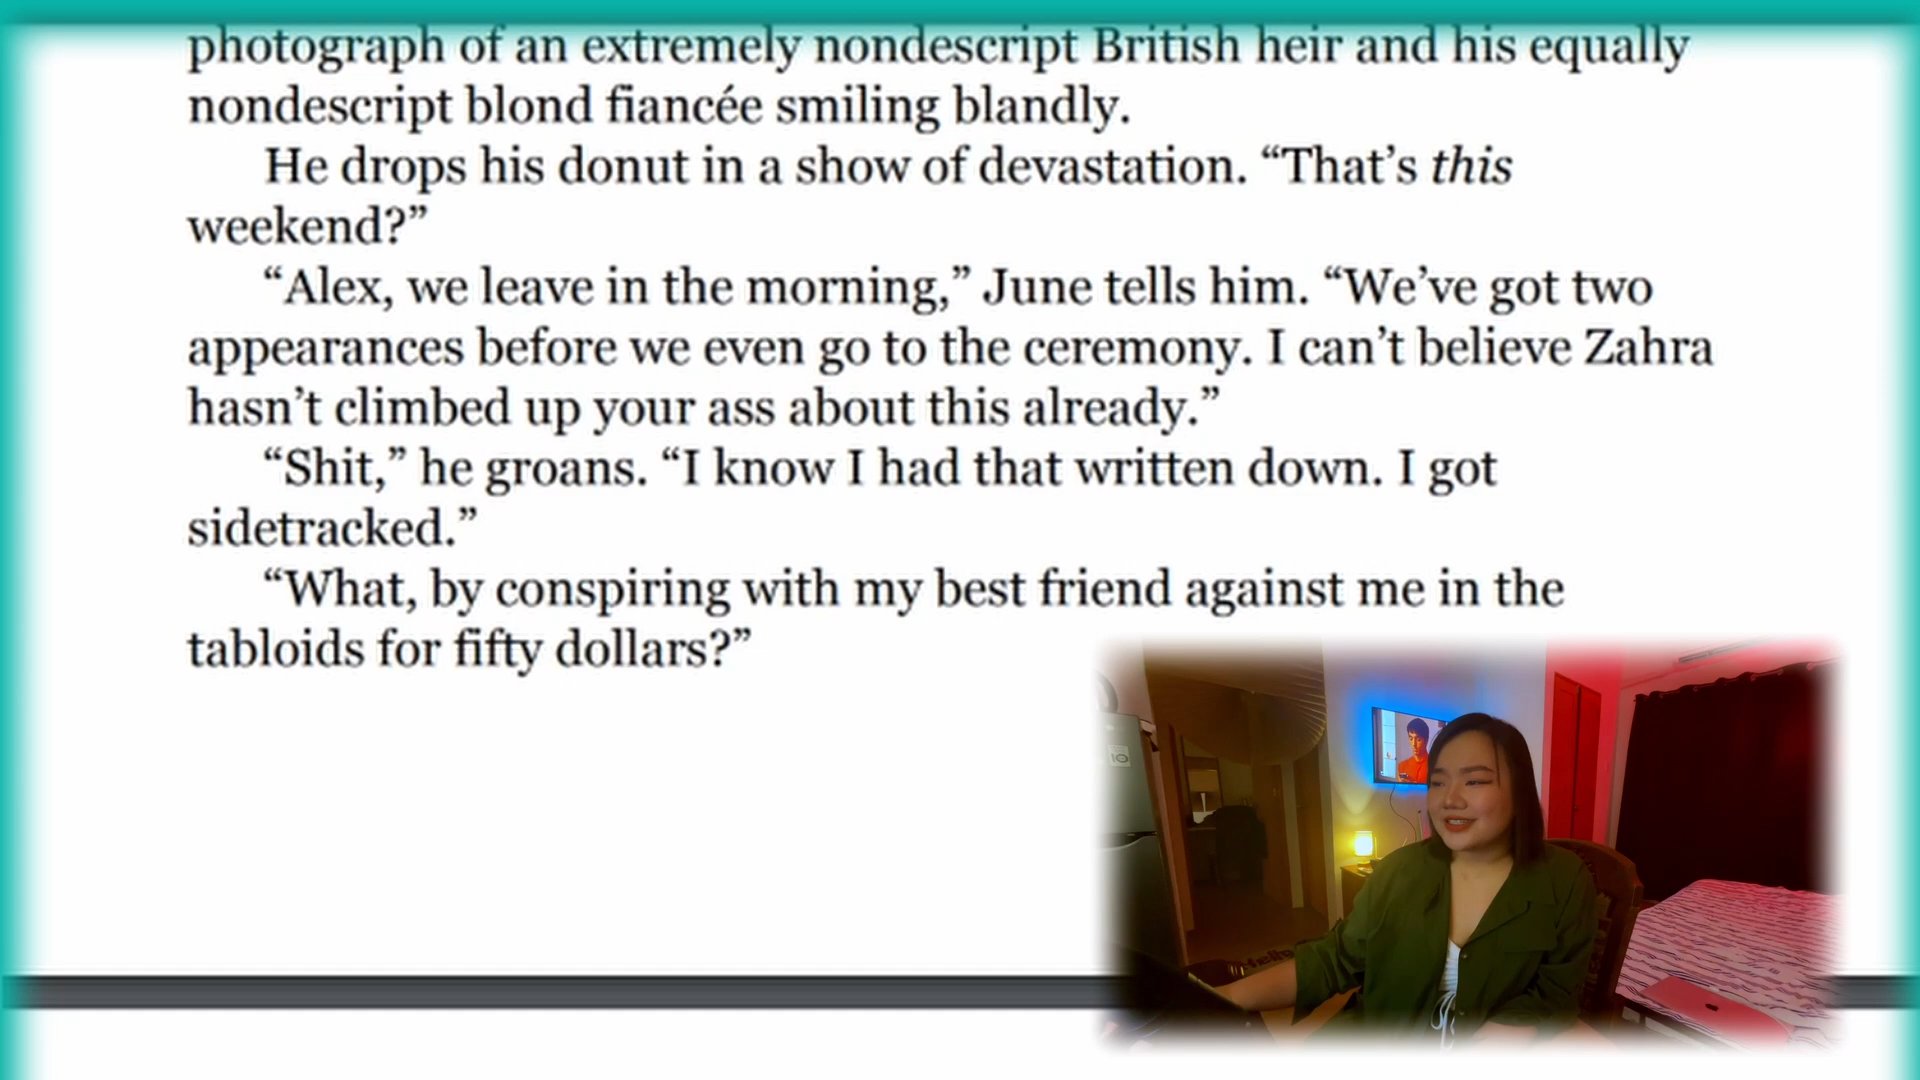 photograph of an extremely nondescript British heir and his equally
nondescript blond fiancée smiling blandly.
He drops his donut in a show of devastation. “That’s this
weekend?”
“Alex, we leave in the morning,” June tells him. “We’ve got two
appearances before we even go to the ceremony. I can’t believe Zahra
hasn’t climbed up your ass about this already.”
“Shit,” he groans. “I know I had that written down. I got
sidetracked.”
“What, by conspiring with my best friend against me in the
tabloids for fifty dollars?”
10